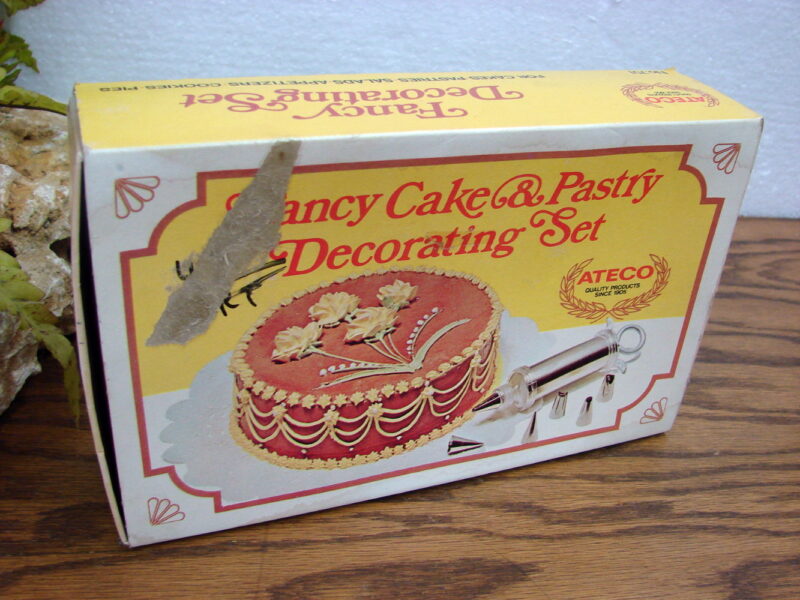 FOR CAKES PASTRIES SALADS APPETIZERS COOKIES PIES
Fancy
Decorating Set
ATECO
ancy Cake & Pastry
Decorating Set
ATECO
QUALITY PRODUCTS
SINCE 1905